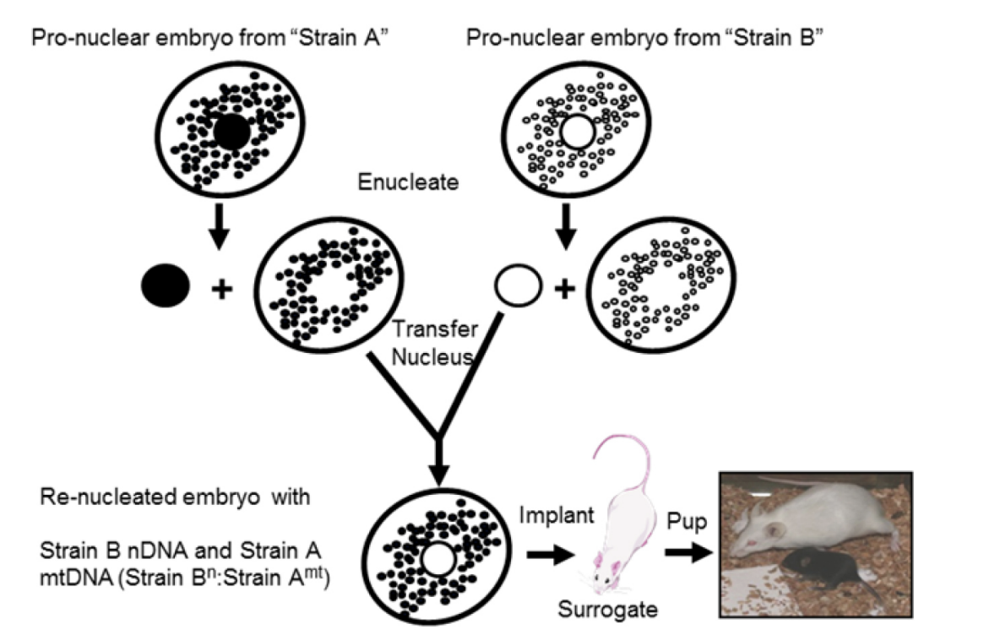 Pro-nuclear embryo from “Strain A”
Pro-nuclear embryo from “Strain B”
Enucleate
+
+
Transfer
Nucleus
Re-nucleated embryo with
Strain B nDNA and Strain A
mtDNA (Strain Bⁿ:Strain Aᵐᵗ)
Implant
Pup
Surrogate